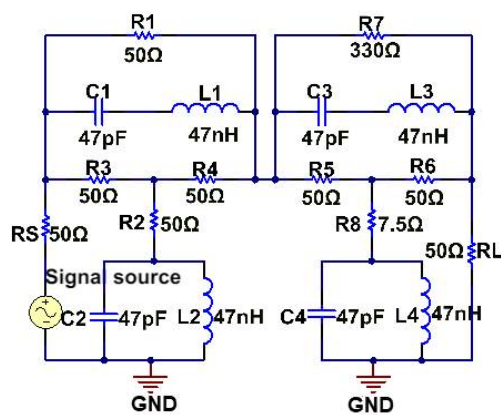 R1 R7
50Ω 330Ω
C1 L1 C3 L3
47pF 47nH 47pF 47nH
R3 R4 R5 R6
50Ω 50Ω 50Ω 50Ω
R2 50Ω R8 7.5Ω
RS 50Ω 50Ω RL
Signal source
C2 47pF L2 47nH C4 47pF L4 47nH
GND GND